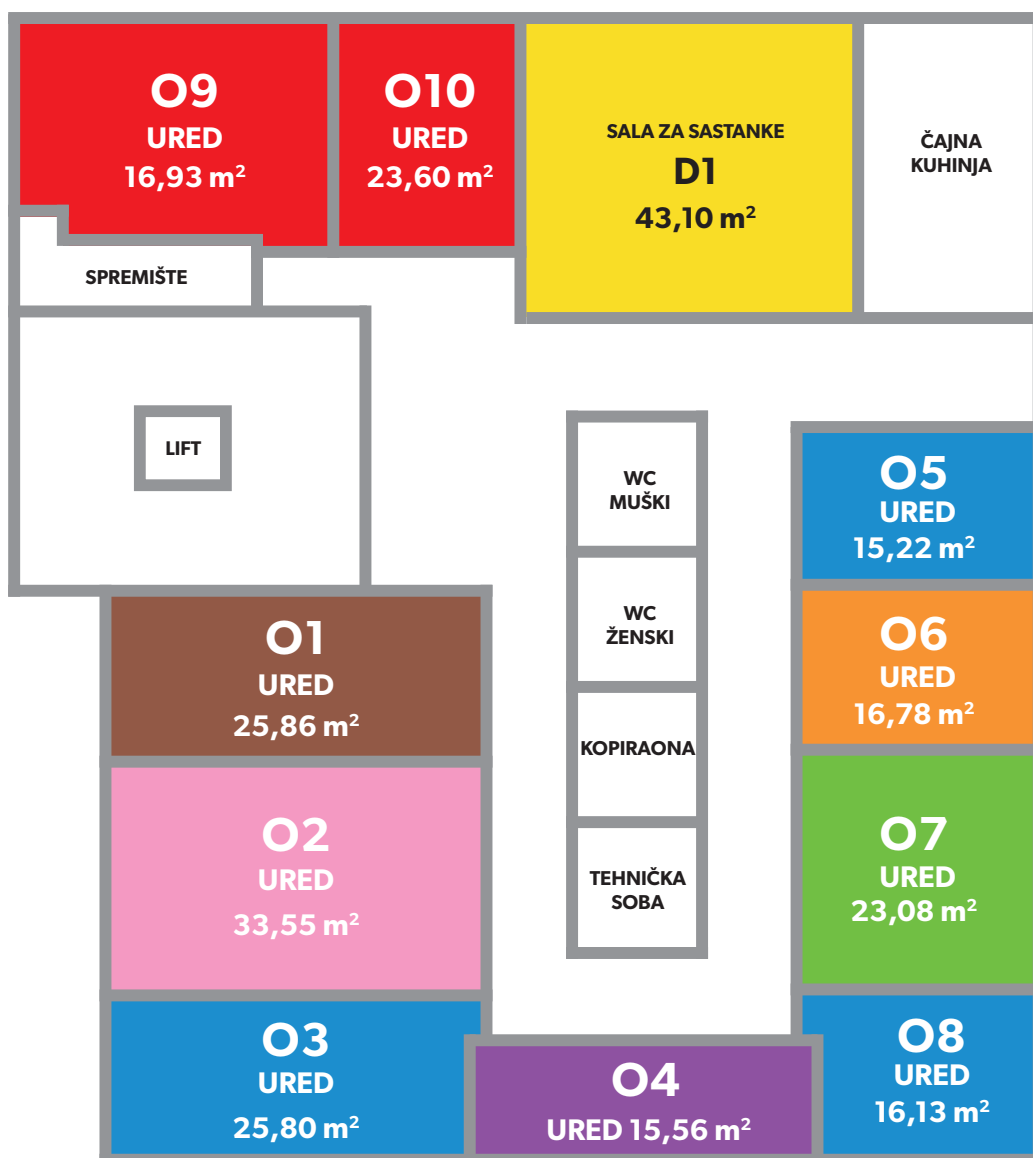 O9
URED
16,93 m²
O10
URED
23,60 m²
SALA ZA SASTANKE
D1
43,10 m²
ČAJNA
KUHINJA
SPREMIŠTE
LIFT
WC
MUŠKI
WC
ŽENSKI
KOPIRAONA
TEHNIČKA
SOBA
O5
URED
15,22 m²
O1
URED
25,86 m²
O6
URED
16,78 m²
O2
URED
33,55 m²
O7
URED
23,08 m²
O3
URED
25,80 m²
O4
URED 15,56 m²
O8
URED
16,13 m²